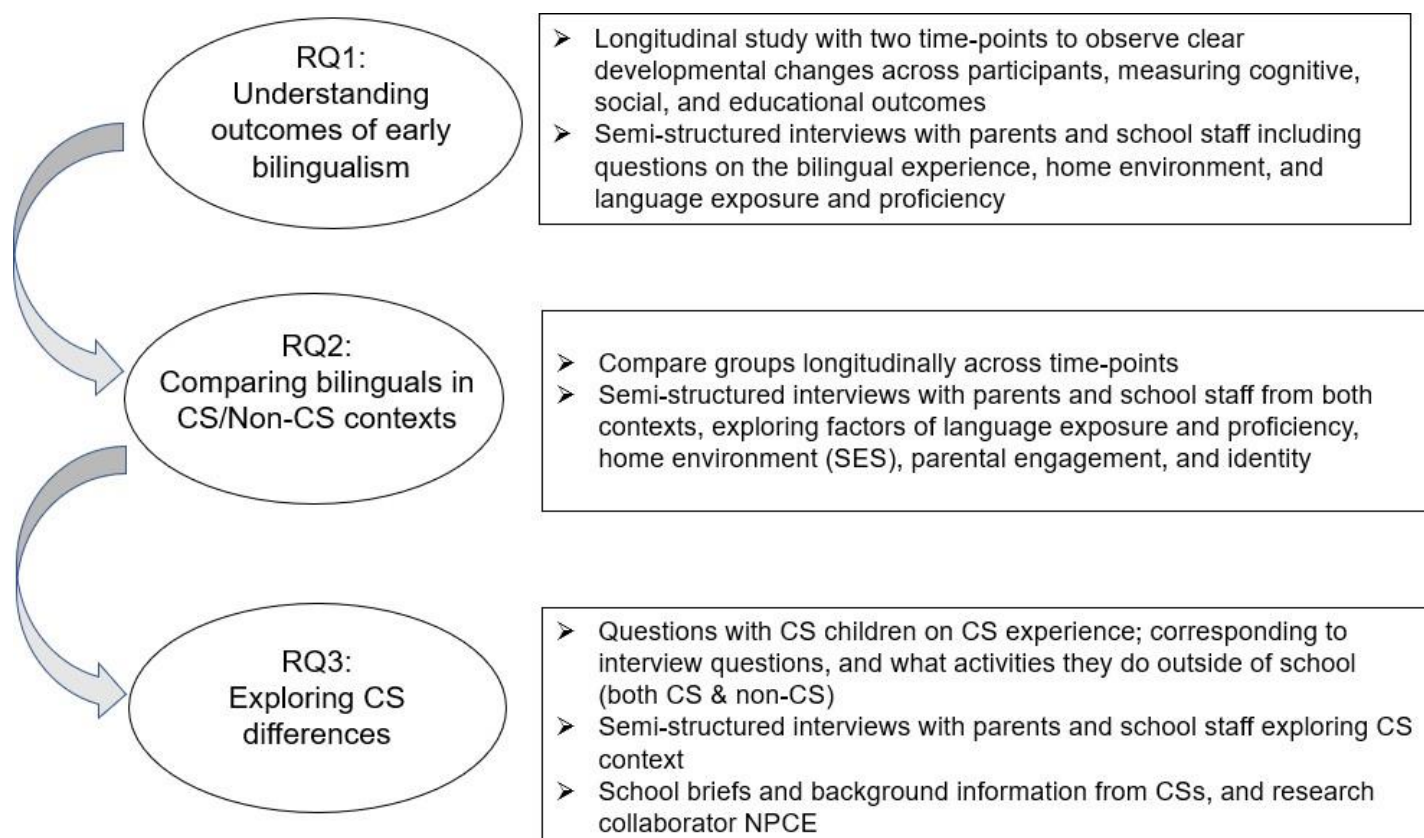 RQ1:
Understanding
outcomes of early
bilingualism
➤ Longitudinal study with two time-points to observe clear
developmental changes across participants, measuring cognitive,
social, and educational outcomes
➤ Semi-structured interviews with parents and school staff including
questions on the bilingual experience, home environment, and
language exposure and proficiency
RQ2:
Comparing bilinguals in
CS/Non-CS contexts
➤ Compare groups longitudinally across time-points
➤ Semi-structured interviews with parents and school staff from both
contexts, exploring factors of language exposure and proficiency,
home environment (SES), parental engagement, and identity
RQ3:
Exploring CS
differences
➤ Questions with CS children on CS experience; corresponding to
interview questions, and what activities they do outside of school
(both CS & non-CS)
➤ Semi-structured interviews with parents and school staff exploring CS
context
➤ School briefs and background information from CSs, and research
collaborator NPCE